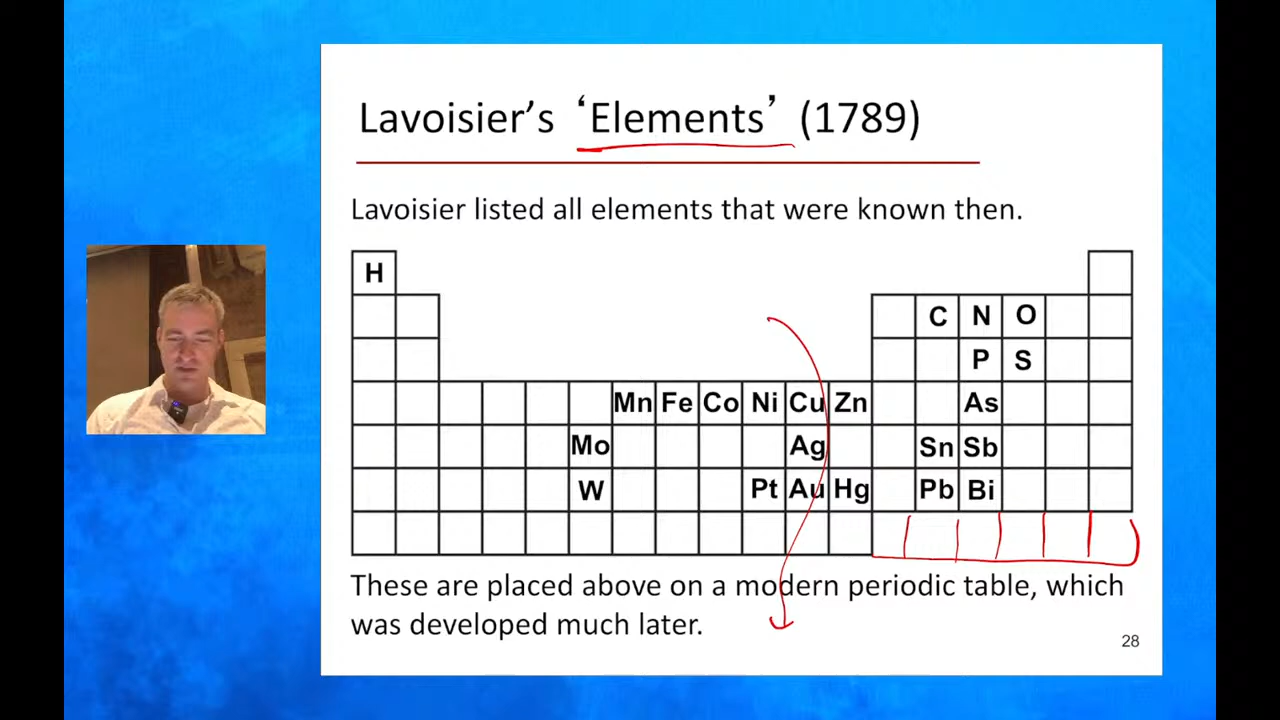 Lavoisier's ‘Elements’ (1789)
Lavoisier listed all elements that were known then.
H
C N O
P S
Mn Fe Co Ni Cu Zn As
Mo Ag Sn Sb
W Pt Au Hg Pb Bi
These are placed above on a modern periodic table, which
was developed much later.
28